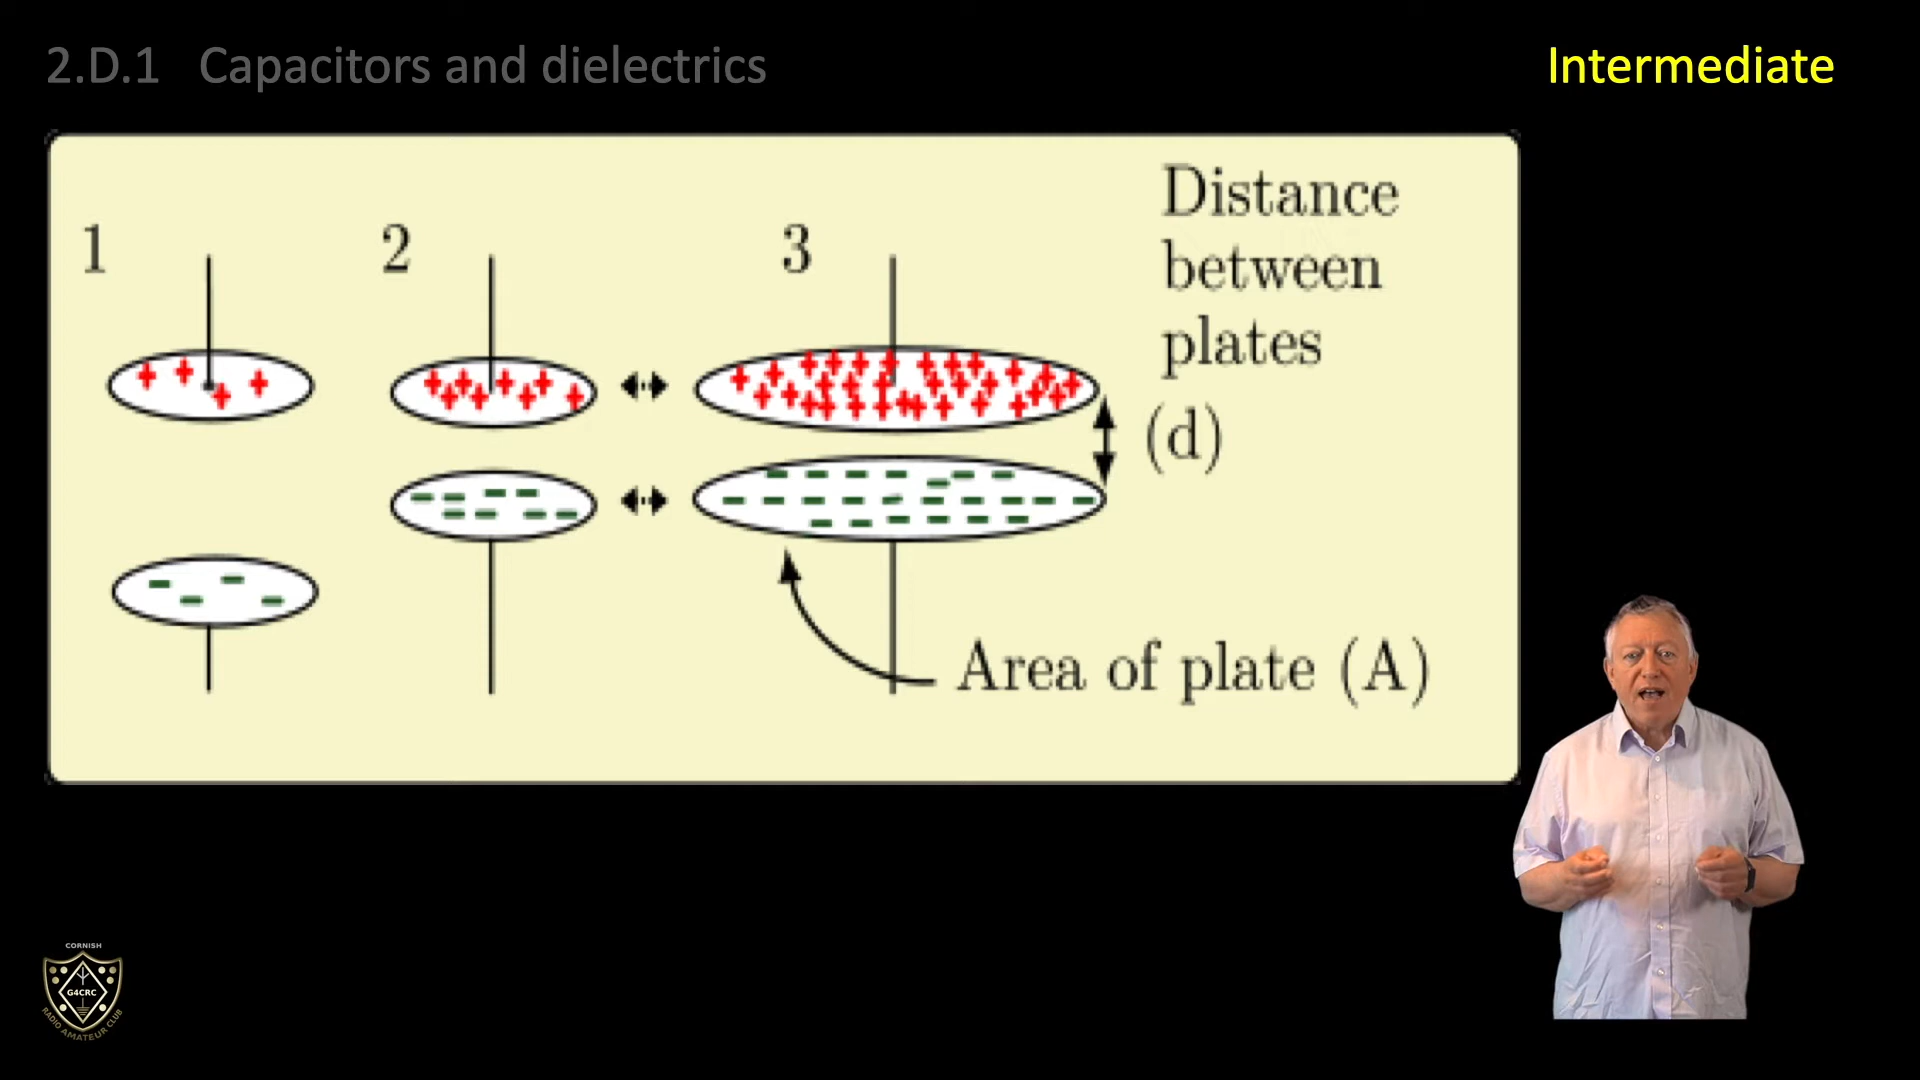 2.D.1 Capacitors and dielectrics
Intermediate
1
2
3
Distance
between
plates
(d)
Area of plate (A)
CORNISH
G4CRC
RADIO AMATEUR CLUB